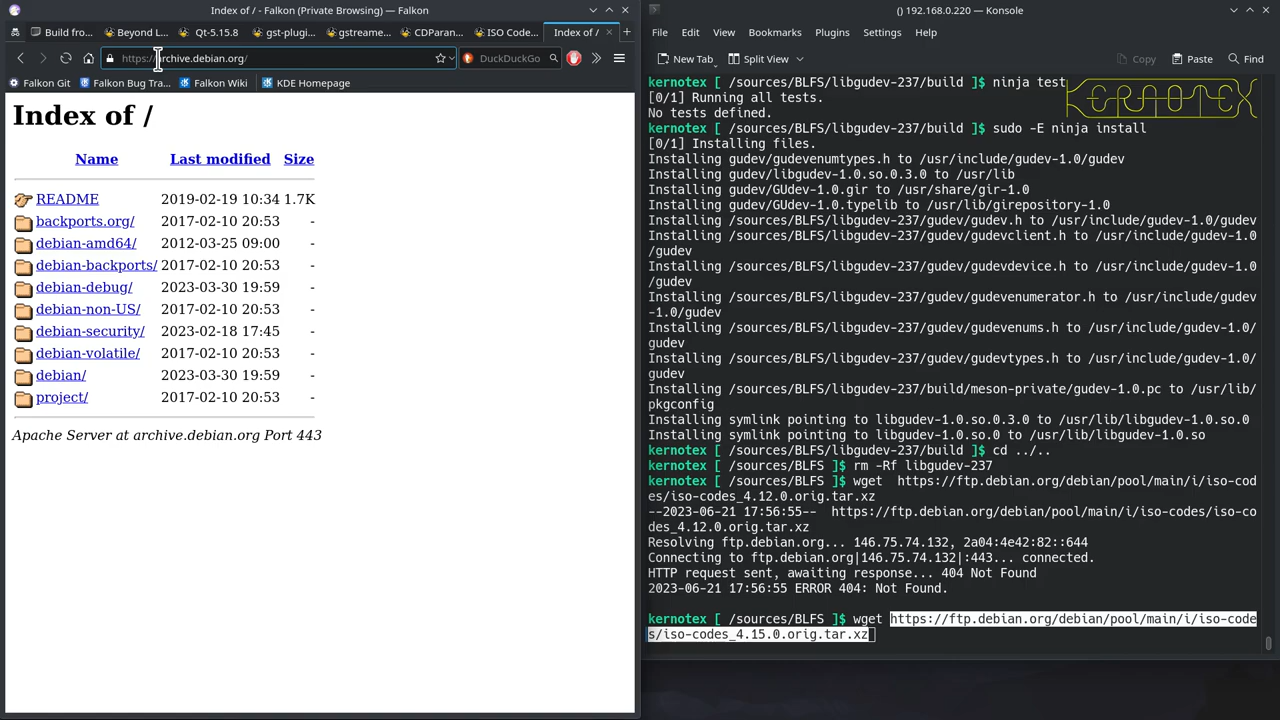 Index of / - Falkon (Private Browsing) — Falkon
Build fro...
Beyond L...
Qt-5.15.8
gst-plugi...
gstreame...
CDParan...
ISO Code...
Index of /
https://archive.debian.org/
DuckDuckGo
Falkon Git
Falkon Bug Tra...
Falkon Wiki
KDE Homepage
Index of /
Name Last modified Size
README 2019-02-19 10:34 1.7K
backports.org/ 2017-02-10 20:53 -
debian-amd64/ 2012-03-25 09:00 -
debian-backports/ 2017-02-10 20:53 -
debian-debug/ 2023-03-30 19:59 -
debian-non-US/ 2017-02-10 20:53 -
debian-security/ 2023-02-18 17:45 -
debian-volatile/ 2017-02-10 20:53 -
debian/ 2023-03-30 19:59 -
project/ 2017-02-10 20:53 -
Apache Server at archive.debian.org Port 443
() 192.168.0.220 — Konsole
File Edit View Bookmarks Plugins Settings Help
New Tab Split View Copy Paste Find
KERNOTEX
kernotex [ /sources/BLFS/libgudev-237/build ]$ ninja test
[0/1] Running all tests.
No tests defined.
kernotex [ /sources/BLFS/libgudev-237/build ]$ sudo -E ninja install
[0/1] Installing files.
Installing gudev/gudevenumtypes.h to /usr/include/gudev-1.0/gudev
Installing gudev/libgudev-1.0.so.0.3.0 to /usr/lib
Installing gudev/GUdev-1.0.gir to /usr/share/gir-1.0
Installing gudev/GUdev-1.0.typelib to /usr/lib/girepository-1.0
Installing /sources/BLFS/libgudev-237/gudev/gudev.h to /usr/include/gudev-1.0/gudev
Installing /sources/BLFS/libgudev-237/gudev/gudevclient.h to /usr/include/gudev-1.0
/gudev
Installing /sources/BLFS/libgudev-237/gudev/gudevdevice.h to /usr/include/gudev-1.0
/gudev
Installing /sources/BLFS/libgudev-237/gudev/gudevenumerator.h to /usr/include/gudev
-1.0/gudev
Installing /sources/BLFS/libgudev-237/gudev/gudevenums.h to /usr/include/gudev-1.0/
gudev
Installing /sources/BLFS/libgudev-237/gudev/gudevtypes.h to /usr/include/gudev-1.0/
gudev
Installing /sources/BLFS/libgudev-237/build/meson-private/gudev-1.0.pc to /usr/lib/
pkgconfig
Installing symlink pointing to libgudev-1.0.so.0.3.0 to /usr/lib/libgudev-1.0.so.0
Installing symlink pointing to libgudev-1.0.so.0 to /usr/lib/libgudev-1.0.so
kernotex [ /sources/BLFS/libgudev-237/build ]$ cd ../..
kernotex [ /sources/BLFS ]$ rm -Rf libgudev-237
kernotex [ /sources/BLFS ]$ wget  https://ftp.debian.org/debian/pool/main/i/iso-cod
es/iso-codes_4.12.0.orig.tar.xz
--2023-06-21 17:56:55--  https://ftp.debian.org/debian/pool/main/i/iso-codes/iso-co
des_4.12.0.orig.tar.xz
Resolving ftp.debian.org... 146.75.74.132, 2a04:4e42:82::644
Connecting to ftp.debian.org|146.75.74.132|:443... connected.
HTTP request sent, awaiting response... 404 Not Found
2023-06-21 17:56:55 ERROR 404: Not Found.
kernotex [ /sources/BLFS ]$ wget https://ftp.debian.org/debian/pool/main/i/iso-code
s/iso-codes_4.15.0.orig.tar.xz